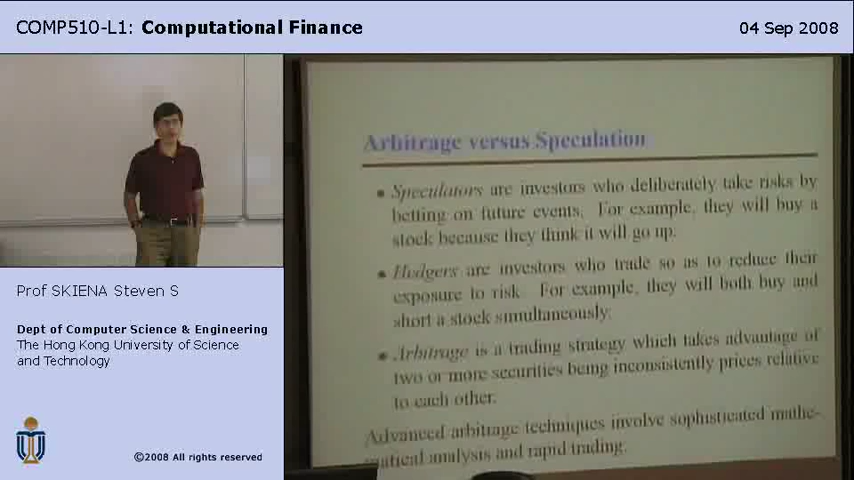 COMP510-L1: Computational Finance
04 Sep 2008
Prof SKIENA Steven S
Dept of Computer Science & Engineering
The Hong Kong University of Science
and Technology
©2008 All rights reserved
Arbitrage versus Speculation
• Speculators are investors who deliberately take risks by
betting on future events. For example, they will buy a
stock because they think it will go up.
• Hedgers are investors who trade so as to reduce their
exposure to risk. For example, they will both buy and
short a stock simultaneously.
• Arbitrage is a trading strategy which takes advantage of
two or more securities being inconsistently prices relative
to each other.
Advanced arbitrage techniques involve sophisticated mathe-
matical analysis and rapid trading.